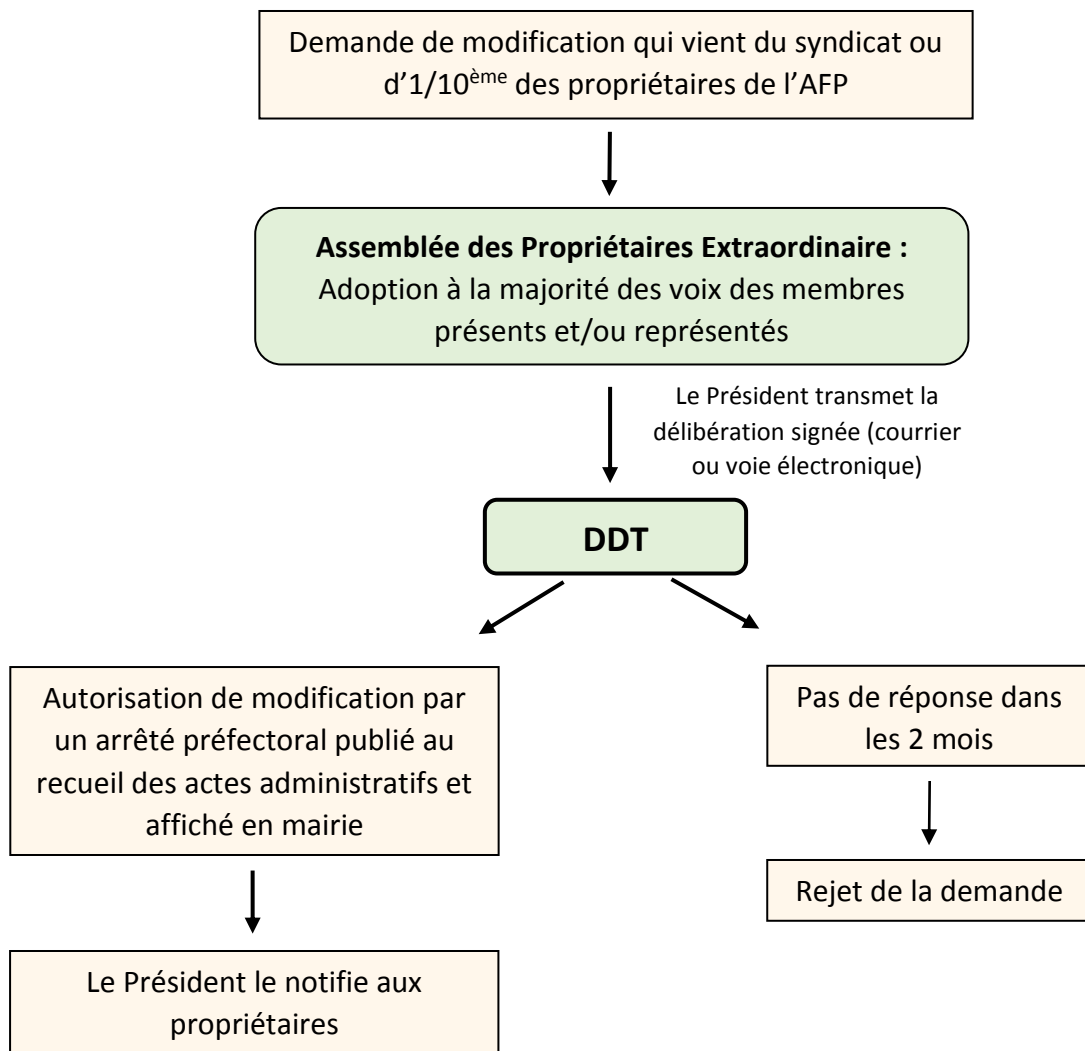 Demande de modification qui vient du syndicat ou
d’1/10ème des propriétaires de l’AFP
Assemblée des Propriétaires Extraordinaire :
Adoption à la majorité des voix des membres
présents et/ou représentés
Le Président transmet la
délibération signée (courrier
ou voie électronique)
DDT
Autorisation de modification par
un arrêté préfectoral publié au
recueil des actes administratifs et
affiché en mairie
Le Président le notifie aux
propriétaires
Pas de réponse dans
les 2 mois
Rejet de la demande